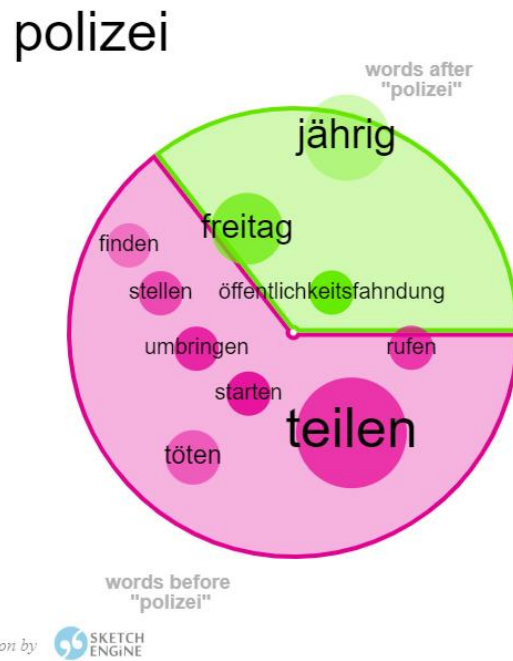 polizei
words after
"polizei"
jährig
freitag
finden
stellen
öffentlichkeitsfahndung
umbringen
rufen
starten
teilen
töten
words before
"polizei"
on by
SKETCH
ENGINE